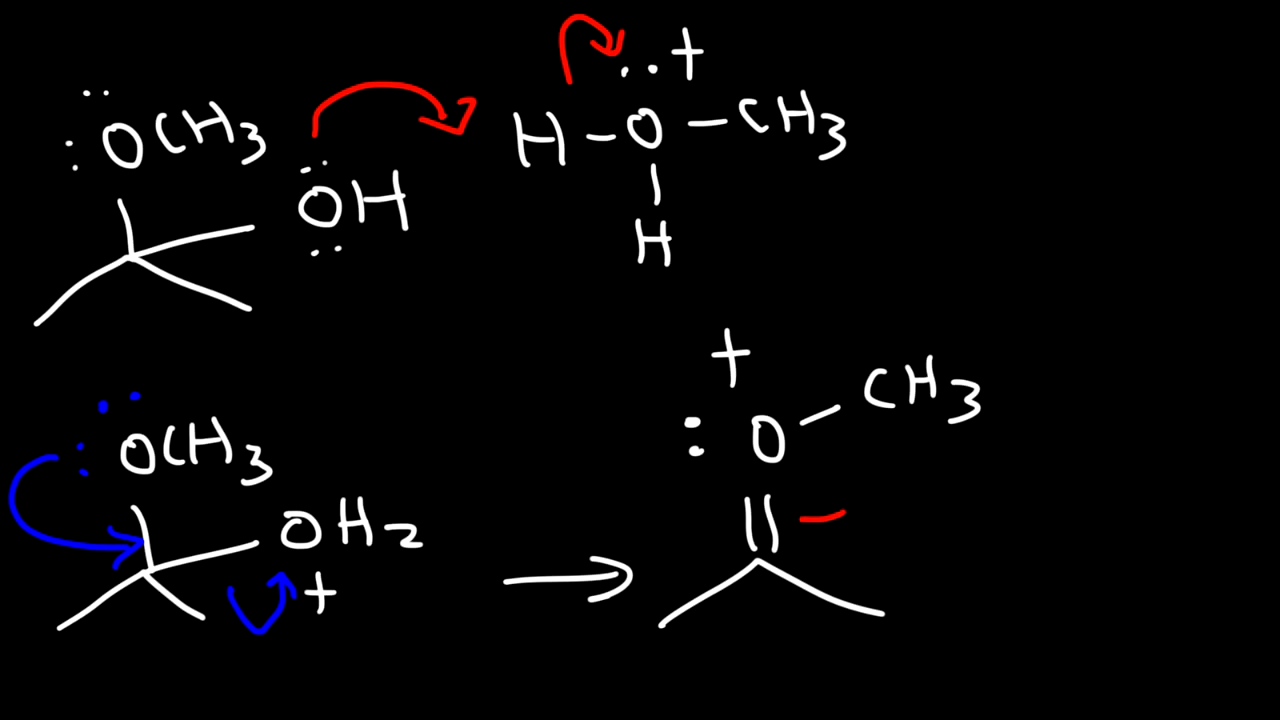 OCH3
OH
H-O-CH3
+
H
OCH3
OH2
+
+
O-CH3